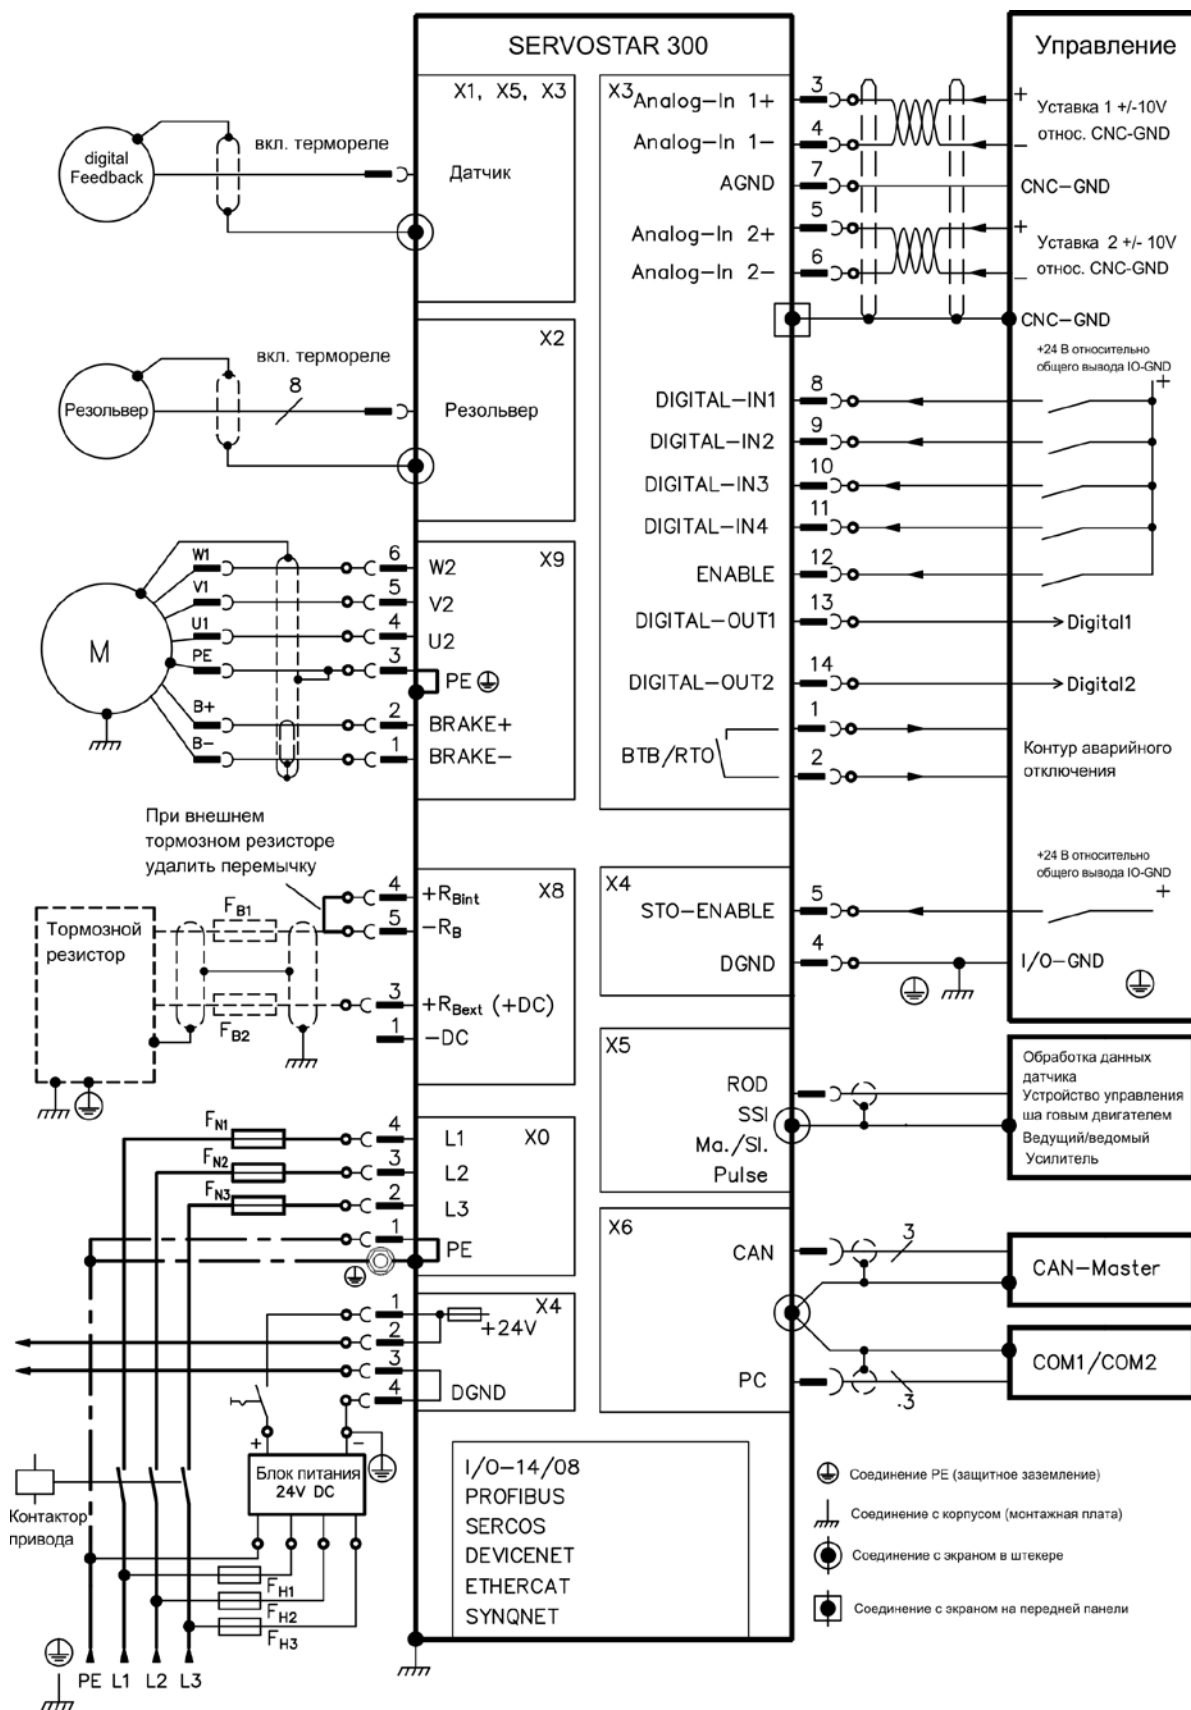 SERVOSTAR 300
Управление
X1, X5, X3
digital
Feedback
вкл. термореле
Датчик
X2
вкл. термореле
8
Резольвер
Резольвер
X9
M
W1
6
W2
V1
5
V2
U1
4
U2
PE
3
PE
B+
2
BRAKE+
B-
1
BRAKE-
При внешнем
тормозном резисторе
удалить перемычку
X8
4
+RBint
FB1
5
-RB
Тормозной
резистор
3
+RBext (+DC)
FB2
1
-DC
X0
FN1
4
L1
FN2
3
L2
FN3
2
L3
1
PE
X4
1
+24V
2
3
4
DGND
+
-
Блок питания
24V DC
Контактор
привода
FH1
FH2
FH3
PE L1 L2 L3
X3
Analog-In 1+
3
+
Уставка 1 +/-10V
Analog-In 1-
4
-
относ. CNC-GND
AGND
7
CNC-GND
Analog-In 2+
5
+
Уставка 2 +/- 10V
Analog-In 2-
6
-
относ. CNC-GND
CNC-GND
+24 В относительно
общего вывода IO-GND
+
DIGITAL-IN1
8
DIGITAL-IN2
9
DIGITAL-IN3
10
DIGITAL-IN4
11
ENABLE
12
DIGITAL-OUT1
13
Digital1
DIGITAL-OUT2
14
Digital2
BTB/RTO
1
2
Контур аварийного
отключения
X4
+24 В относительно
общего вывода IO-GND
+
STO-ENABLE
5
DGND
4
I/O-GND
X5
ROD
SSI
Ma./Sl.
Pulse
Обработка данных
датчика
Устройство управления
ша говым двигателем
Ведущий/ведомый
Усилитель
X6
CAN
3
CAN-Master
PC
.3
COM1/COM2
I/O-14/08
PROFIBUS
SERCOS
DEVICENET
ETHERCAT
SYNQNET
Соединение PE (защитное заземление)
Соединение с корпусом (монтажная плата)
Соединение с экраном в штекере
Соединение с экраном на передней панели